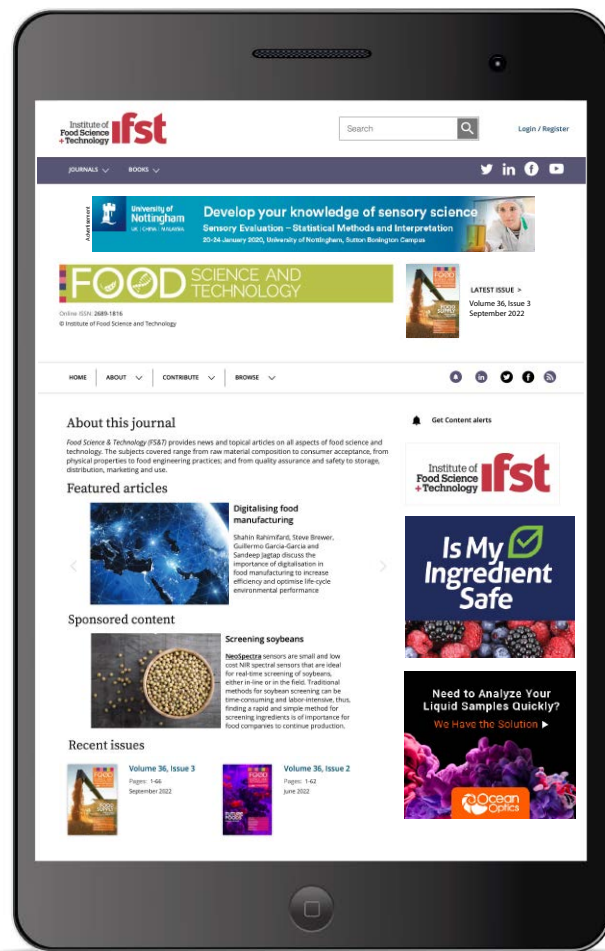 Institute of
Food Science
+Technology
ifst
Search
Login / Register
JOURNALS
BOOKS
Advertisement
University of
Nottingham
UK | CHINA | MALAYSIA
Develop your knowledge of sensory science
Sensory Evaluation – Statistical Methods and Interpretation
20-24 January 2020, University of Nottingham, Sutton Bonington Campus
FOOD SCIENCE AND
TECHNOLOGY
LATEST ISSUE >
Volume 36, Issue 3
September 2022
Online ISSN: 2689-1816
© Institute of Food Science and Technology
HOME
ABOUT
CONTRIBUTE
BROWSE
About this journal
Food Science & Technology (FS&T) provides news and topical articles on all aspects of food science and
technology. The subjects covered range from raw material composition to consumer acceptance, from
physical properties to food engineering practices; and from quality assurance and safety to storage,
distribution, marketing and use.
Featured articles
Digitalising food
manufacturing
Shahin Rahimifard, Steve Brewer,
Guillermo Garcia-Garcia and
Sandeep Jagtap discuss the
importance of digitalisation in
food manufacturing to increase
efficiency and optimise life-cycle
environmental performance
Sponsored content
Screening soybeans
NeoSpectra sensors are small and low
cost NIR spectral sensors that are ideal
for real-time screening of soybeans,
either in-line or in the field. Traditional
methods for soybean screening can be
time-consuming and labor-intensive, thus,
finding a rapid and simple method for
screening ingredients is of importance for
food companies to continue production.
Recent issues
FOOD
Volume 36, Issue 3
Pages: 1-66
September 2022
FOOD
FUTURE
FOODS
Volume 36, Issue 2
Pages: 1-62
June 2022
Get Content alerts
Institute of
Food Science
+Technology
ifst
Is My
Ingredient
Safe
Need to Analyze Your
Liquid Samples Quickly?
We Have the Solution
Ocean
Optics